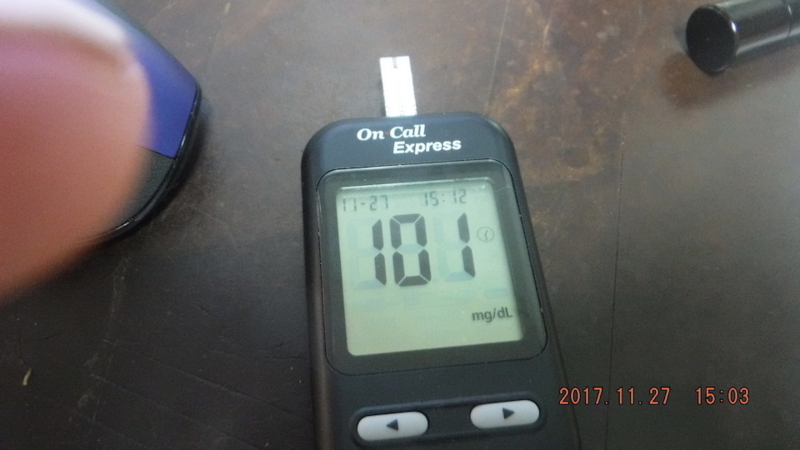 On Call
Express
11-27 15:12
101
mg/dL
2017.11.27 15:03